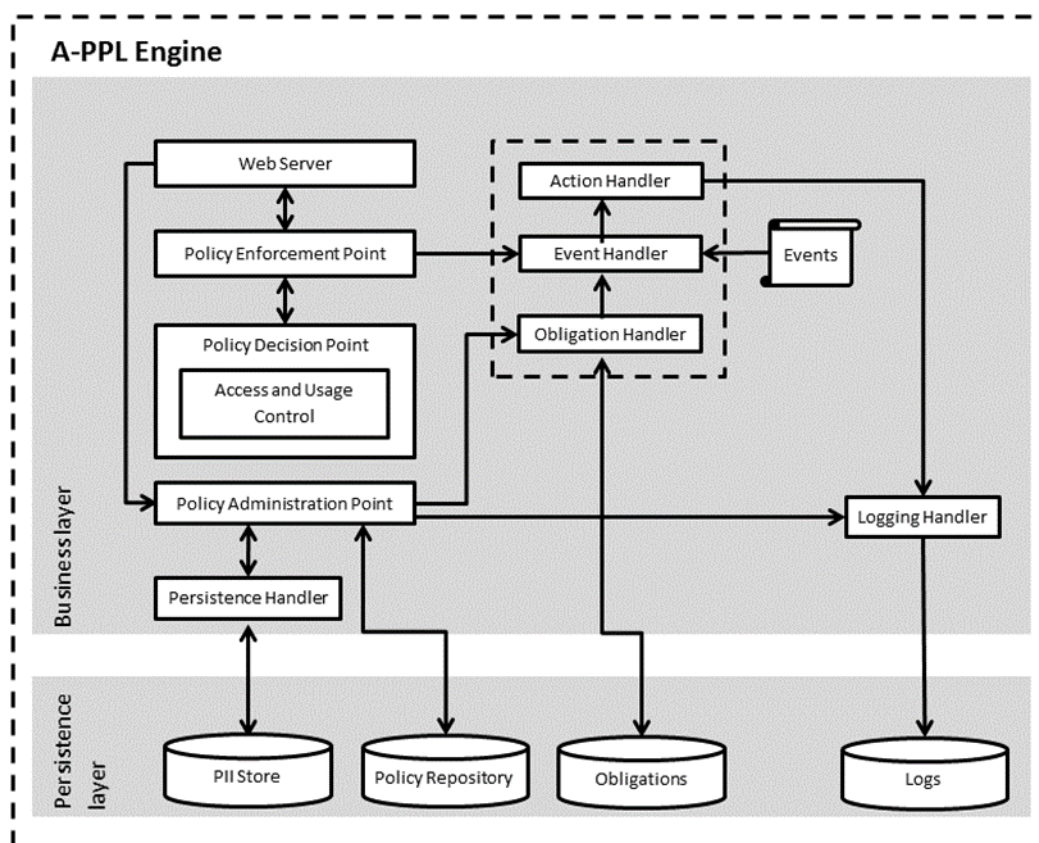 A-PPL Engine
Web Server
Action Handler
Policy Enforcement Point
Event Handler
Events
Obligation Handler
Policy Decision Point
Access and Usage
Control
Policy Administration Point
Logging Handler
Persistence Handler
Business layer
Persistence
layer
PII Store
Policy Repository
Obligations
Logs